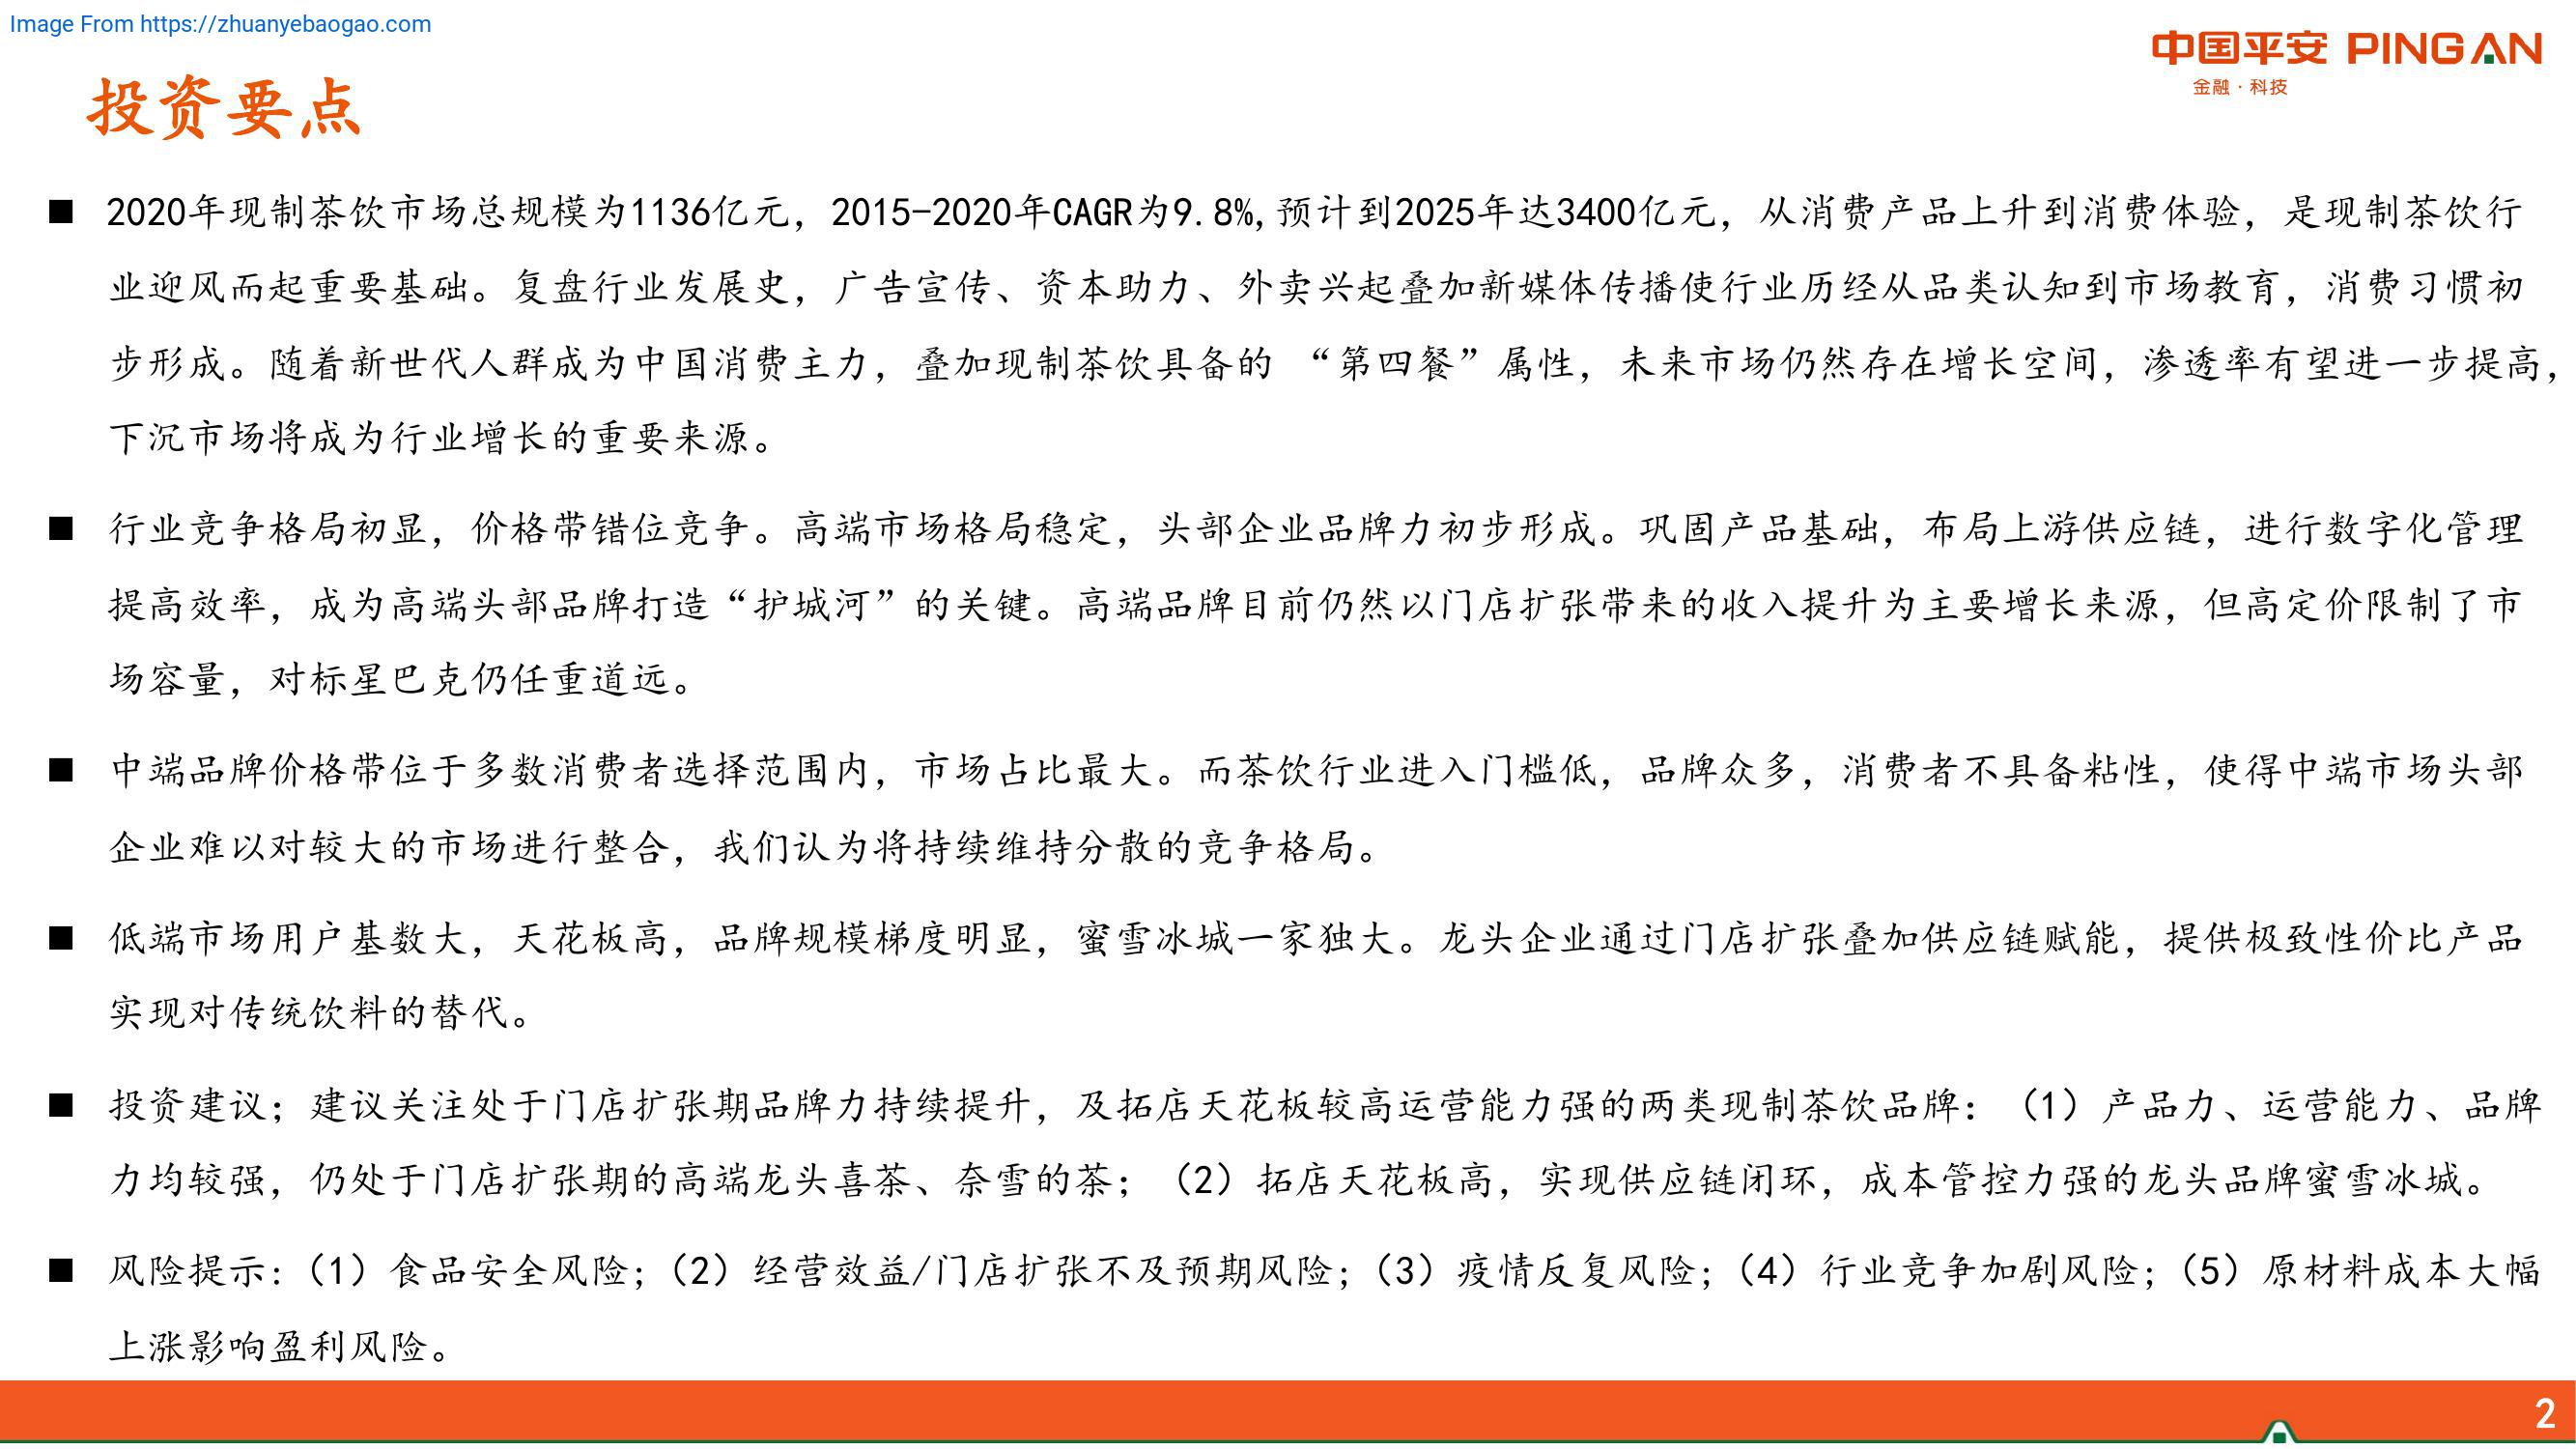 Image From https://zhuanyebaogao.com
中国平安 PINGAN
金融·科技
投资要点
■ 2020年现制茶饮市场总规模为1136亿元，2015-2020年CAGR为9.8%,预计到2025年达3400亿元，从消费产品上升到消费体验，是现制茶饮行
业迎风而起重要基础。复盘行业发展史，广告宣传、资本助力、外卖兴起叠加新媒体传播使行业历经从品类认知到市场教育，消费习惯初
步形成。随着新世代人群成为中国消费主力，叠加现制茶饮具备的 “第四餐”属性，未来市场仍然存在增长空间，渗透率有望进一步提高，
下沉市场将成为行业增长的重要来源。
■ 行业竞争格局初显，价格带错位竞争。高端市场格局稳定，头部企业品牌力初步形成。巩固产品基础，布局上游供应链，进行数字化管理
提高效率，成为高端头部品牌打造“护城河”的关键。高端品牌目前仍然以门店扩张带来的收入提升为主要增长来源，但高定价限制了市
场容量，对标星巴克仍任重道远。
■ 中端品牌价格带位于多数消费者选择范围内，市场占比最大。而茶饮行业进入门槛低，品牌众多，消费者不具备粘性，使得中端市场头部
企业难以对较大的市场进行整合，我们认为将持续维持分散的竞争格局。
■ 低端市场用户基数大，天花板高，品牌规模梯度明显，蜜雪冰城一家独大。龙头企业通过门店扩张叠加供应链赋能，提供极致性价比产品
实现对传统饮料的替代。
■ 投资建议；建议关注处于门店扩张期品牌力持续提升，及拓店天花板较高运营能力强的两类现制茶饮品牌：（1）产品力、运营能力、品牌
力均较强，仍处于门店扩张期的高端龙头喜茶、奈雪的茶；（2）拓店天花板高，实现供应链闭环，成本管控力强的龙头品牌蜜雪冰城。
■ 风险提示:（1）食品安全风险;（2）经营效益/门店扩张不及预期风险;（3）疫情反复风险;（4）行业竞争加剧风险;（5）原材料成本大幅
上涨影响盈利风险。
2